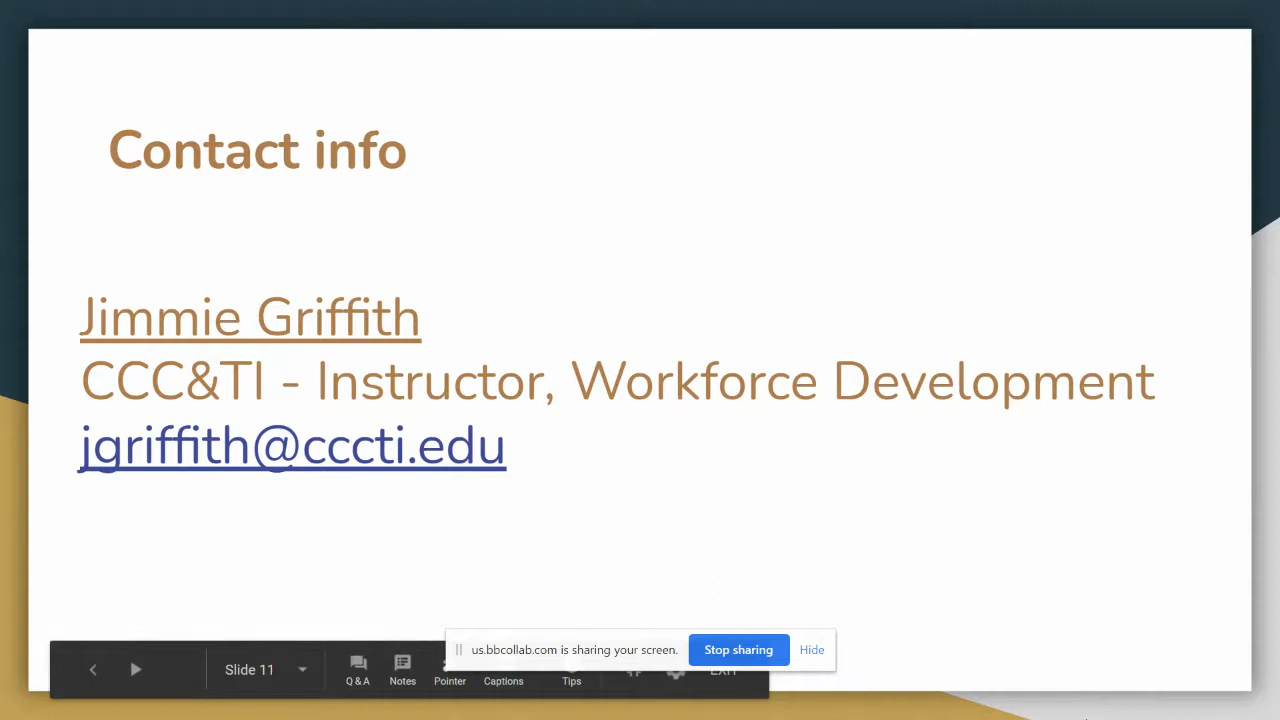 Contact info
Jimmie Griffith
CCC&TI - Instructor, Workforce Development
jgriffith@cccti.edu
us.bbcollab.com is sharing your screen.
Stop sharing
Hide
Slide 11
Q & A
Notes
Pointer
Captions
Tips